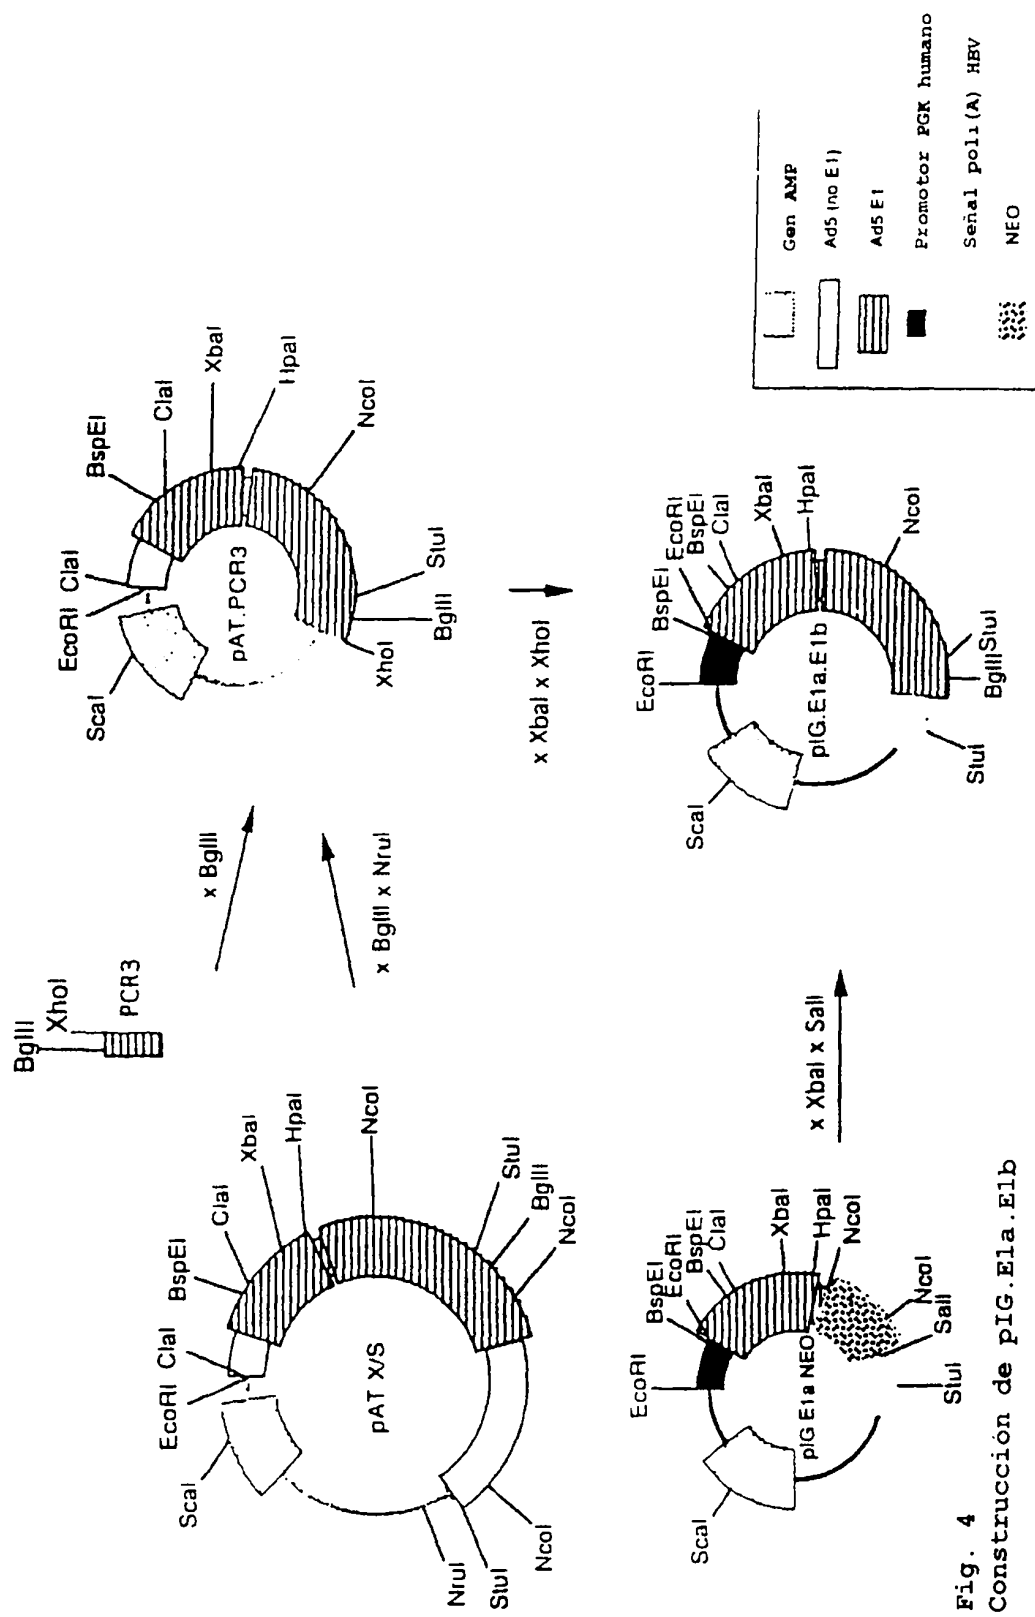 BglII
XhoI
PCR3
x BglII
x BglII x NruI
ScaI
EcoRI
ClaI
BspEI
ClaI
XbaI
HpaI
NcoI
StuI
BglII
NcoI
NcoI
StuI
NruI
pAT X/S
ScaI
EcoRI
ClaI
BspEI
ClaI
XbaI
HpaI
NcoI
StuI
BglII
XhoI
pAT.PCR3
x XbaI x XhoI
ScaI
EcoRI
BspEI
EcoRI
BspEI
ClaI
XbaI
HpaI
NcoI
NcoI
SalI
StuI
pIG E1a NEO
x XbaI x SalI
ScaI
EcoRI
BspEI
EcoRI
BspEI
ClaI
XbaI
HpaI
NcoI
StuI
BglII
StuI
pIG.E1a.E1b
Gen AMP
Ad5 (no E1)
Ad5 E1
Promotor PGK humano
Señal poli(A) HBV
NEO
Fig. 4
Construcción de pIG.E1a.E1b